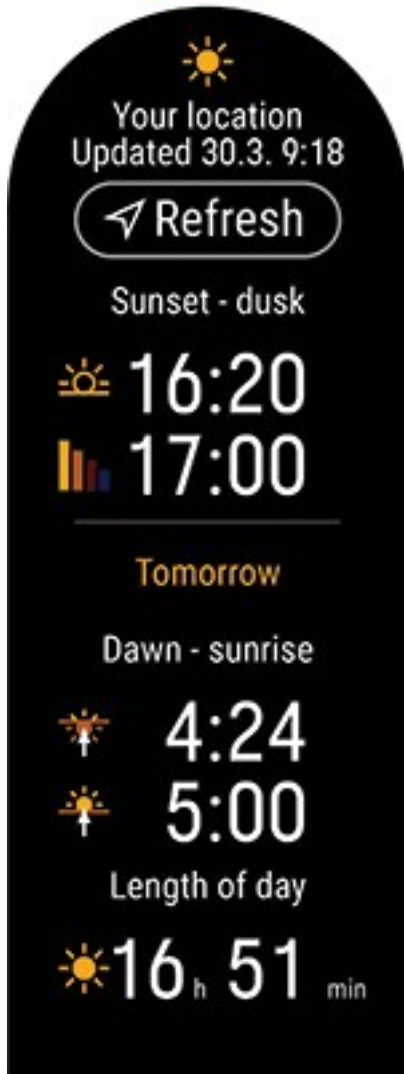 Your location
Updated 30.3. 9:18
Refresh
Sunset - dusk
16:20
17:00
Tomorrow
Dawn - sunrise
4:24
5:00
Length of day
16 h 51 min